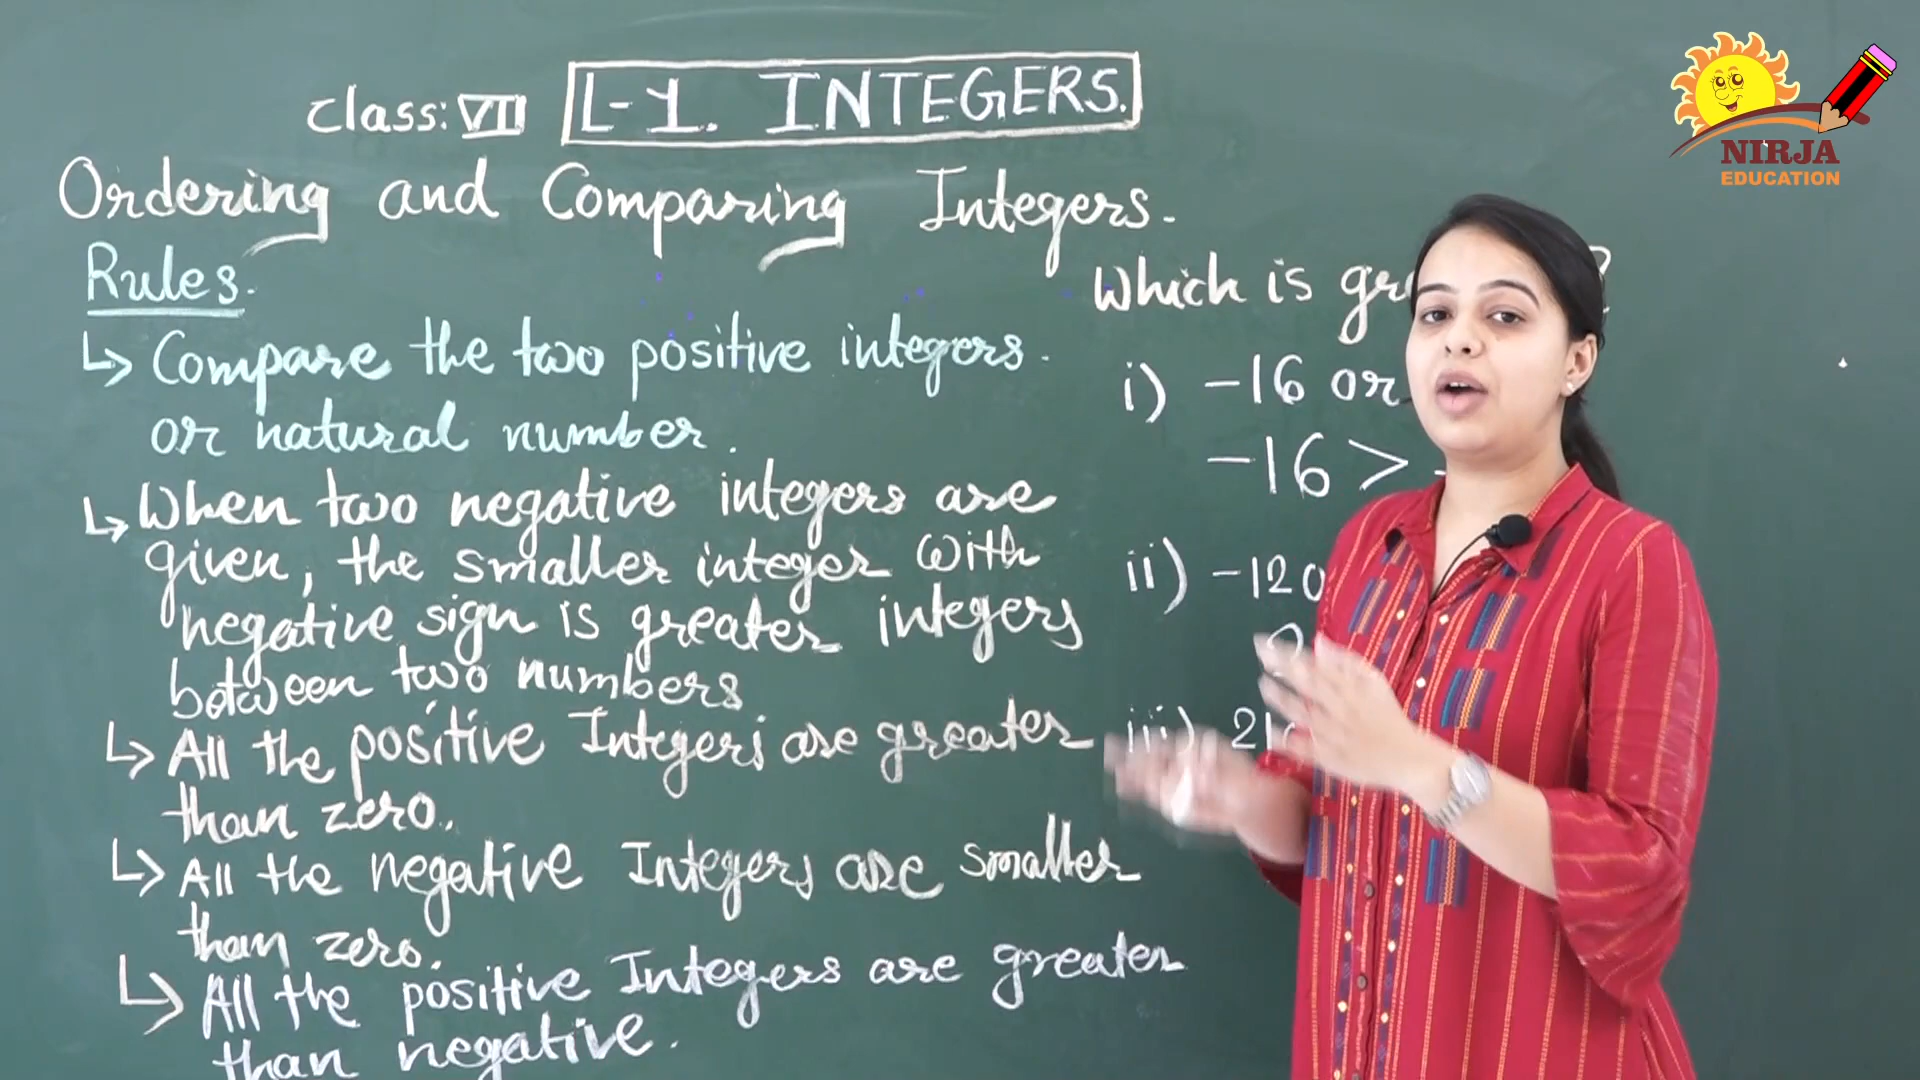 Class: VII L-1. INTEGERS.
Ordering and Comparing Integers.
Rules.
↳ Compare the two positive integers.
or natural number.
↳ When two negative integers are
given, the smaller integer with
negative sign is greater integers
between two numbers
↳ All the positive Integers are greater
than zero.
↳ All the negative Integers are smaller
than zero.
↳ All the positive Integers are greater
than negative.
Which is ?
i) -16 or
-16 >
ii) -120
iii)
NIRJA
EDUCATION